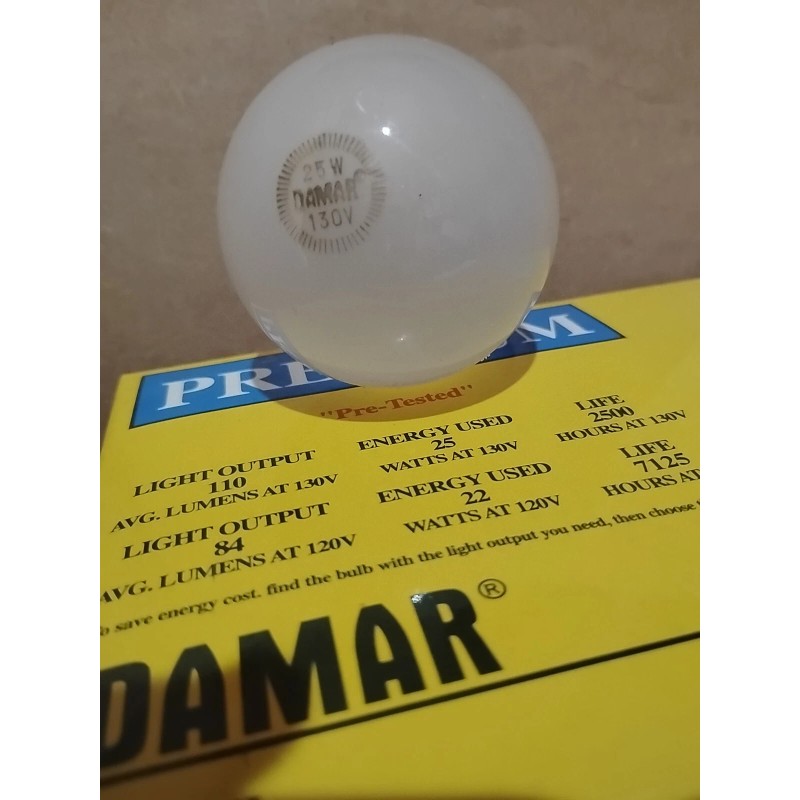 25W
DAMAR
130V
"Pre-Tested"
LIGHT OUTPUT
110
AVG. LUMENS AT 130V
ENERGY USED
25
WATTS AT 130V
LIFE
2500
HOURS AT 130V
LIGHT OUTPUT
84
AVG. LUMENS AT 120V
ENERGY USED
22
WATTS AT 120V
LIFE
7125
HOURS AT
save energy cost. find the bulb with the light output you need, then choose
DAMAR®